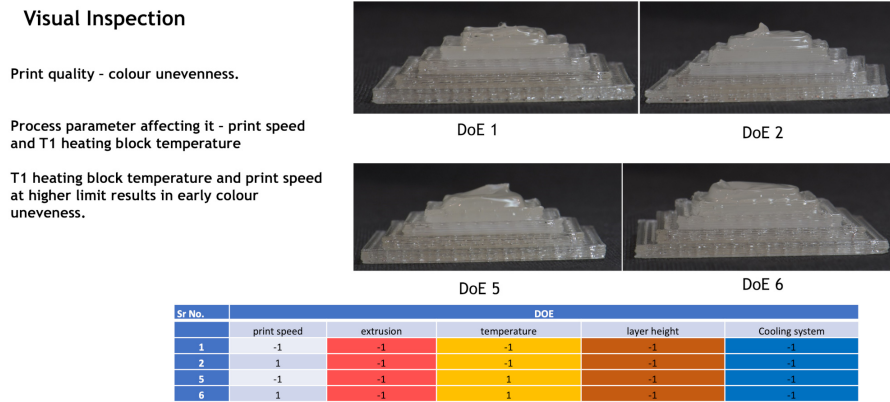 Visual Inspection
Print quality – colour unevenness.
Process parameter affecting it – print speed
and T1 heating block temperature
T1 heating block temperature and print speed
at higher limit results in early colour
uneveness.
DoE 1
DoE 2
DoE 5
DoE 6
Sr No. DOE
print speed extrusion temperature layer height Cooling system
1 -1 -1 -1 -1 -1
2 1 -1 -1 -1 -1
5 -1 -1 1 -1 -1
6 1 -1 1 -1 -1